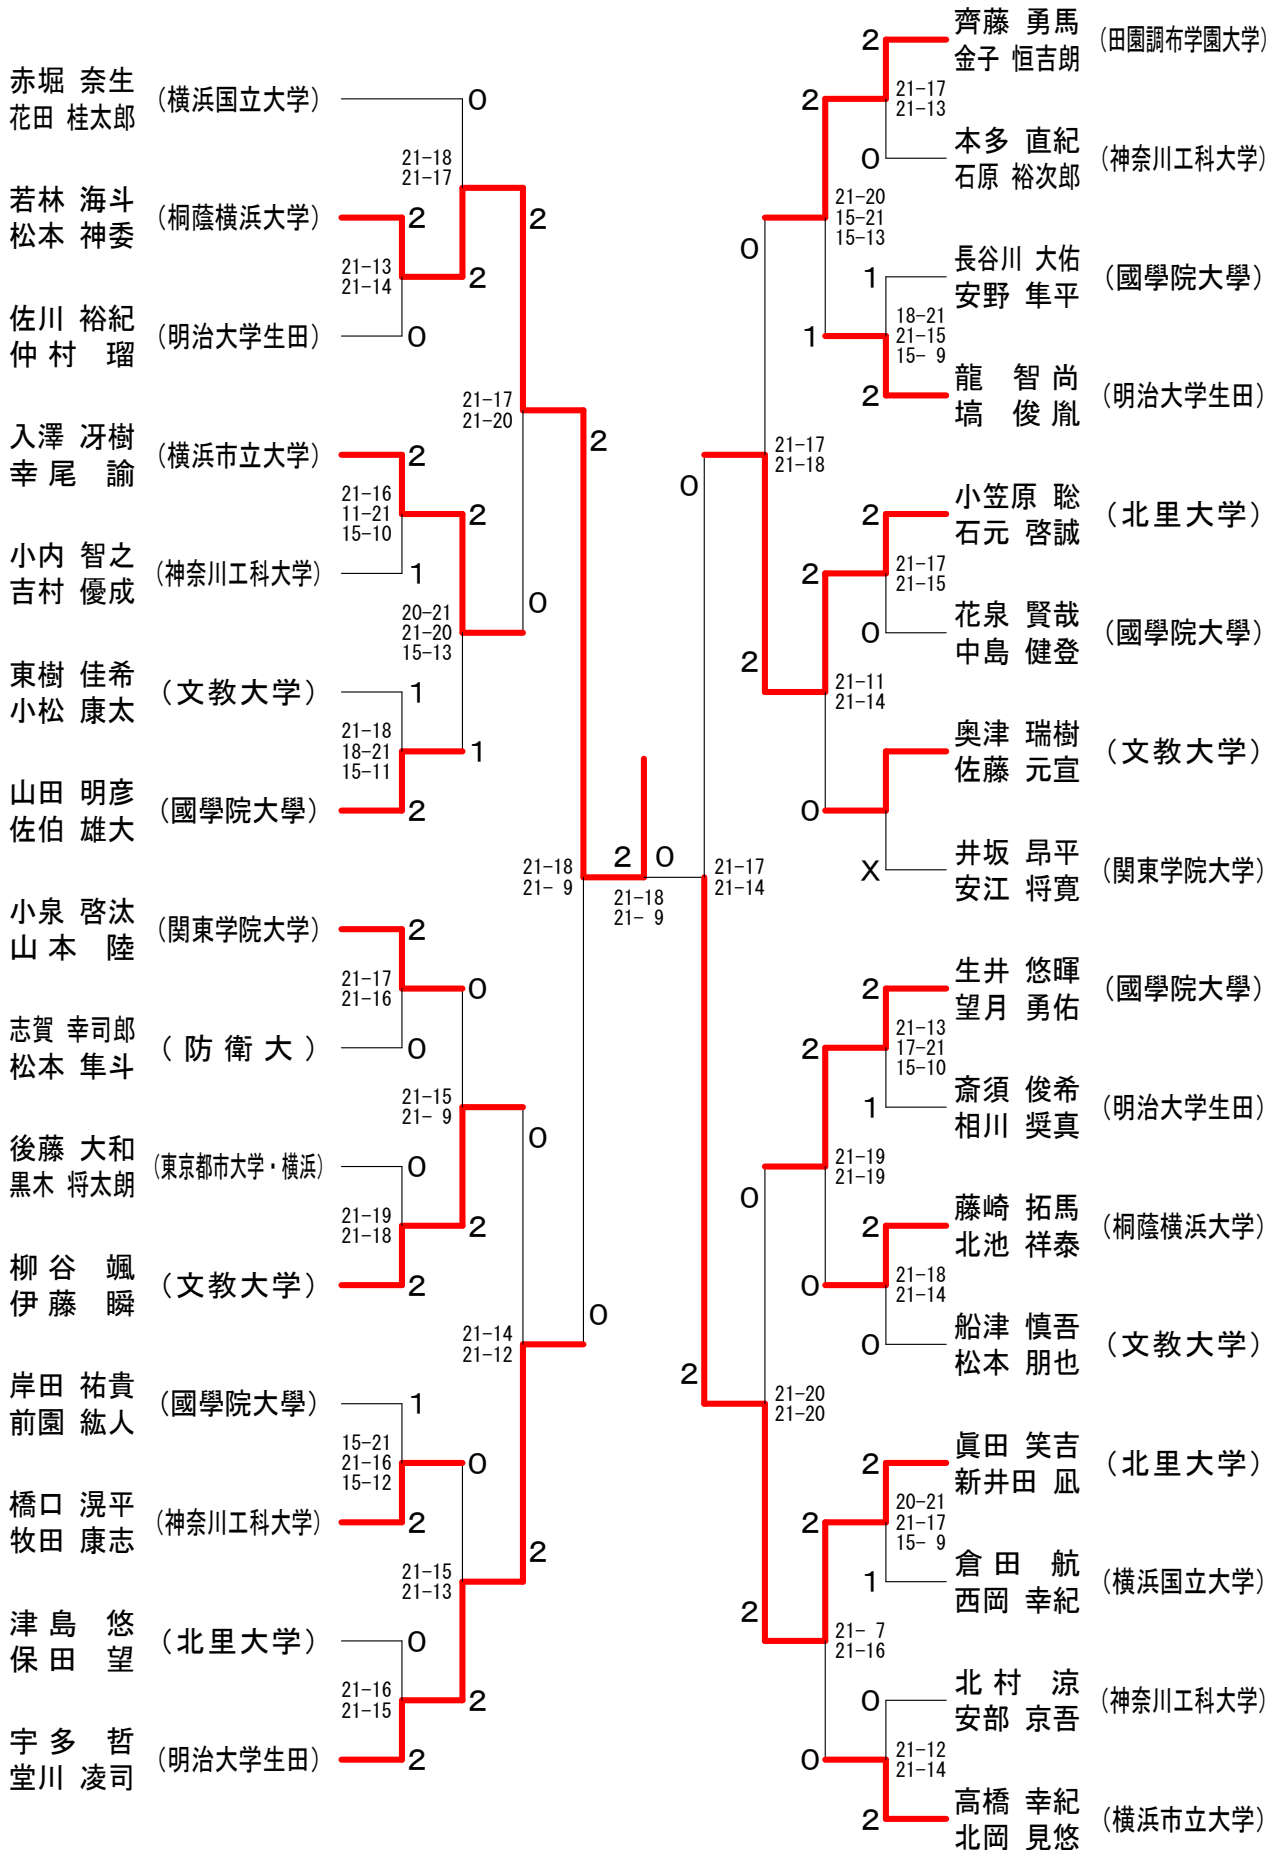 赤堀 奈生
花田 桂太郎
(横浜国立大学)
0
21-18
21-17
若林 海斗
松本 神委
(桐蔭横浜大学)
2
2
21-13
21-14
2
佐川 裕紀
仲村 瑠
(明治大学生田)
0
21-17
21-20
2
入澤 冴樹
幸尾 諭
(横浜市立大学)
2
21-16
11-21
15-10
2
小内 智之
吉村 優成
(神奈川工科大学)
1
0
20-21
21-20
15-13
東樹 佳希
小松 康太
(文教大学)
1
21-18
18-21
15-11
1
山田 明彦
佐伯 雄大
(國學院大學)
2
21-18
21- 9
2
0
21-18
21- 9
小泉 啓汰
山本 陸
(関東学院大学)
2
21-17
21-16
0
志賀 幸司郎
松本 隼斗
(防衛大)
0
21-15
21- 9
0
後藤 大和
黒木 将太朗
(東京都市大学・横浜)
0
21-19
21-18
2
柳谷 颯
伊藤 瞬
(文教大学)
2
0
21-14
21-12
岸田 祐貴
前園 紘人
(國學院大學)
1
15-21
21-16
15-12
0
橋口 滉平
牧田 康志
(神奈川工科大学)
2
2
21-15
21-13
津島 悠
保田 望
(北里大学)
0
21-16
21-15
2
宇多 哲
堂川 凌司
(明治大学生田)
2
齊藤 勇馬
金子 恒吉朗
(田園調布学園大学)
2
2
21-17
21-13
本多 直紀
石原 裕次郎
(神奈川工科大学)
0
21-20
15-21
15-13
0
長谷川 大佑
安野 隼平
(國學院大學)
1
18-21
21-15
15- 9
1
龍 智尚
塙 俊胤
(明治大学生田)
2
21-17
21-18
0
小笠原 聡
石元 啓誠
(北里大学)
2
21-17
21-15
2
花泉 賢哉
中島 健登
(國學院大學)
0
2
21-11
21-14
奥津 瑞樹
佐藤 元宣
(文教大学)
0
井坂 昂平
安江 将寛
(関東学院大学)
X
21-17
21-14
生井 悠暉
望月 勇佑
(國學院大學)
2
21-13
17-21
15-10
2
斎須 俊希
相川 奨真
(明治大学生田)
1
21-19
21-19
0
藤崎 拓馬
北池 祥泰
(桐蔭横浜大学)
2
21-18
21-14
0
船津 慎吾
松本 朋也
(文教大学)
0
2
21-20
21-20
眞田 笑吉
新井田 凪
(北里大学)
2
20-21
21-17
15- 9
2
倉田 航
西岡 幸紀
(横浜国立大学)
1
2
21- 7
21-16
北村 涼
安部 京吾
(神奈川工科大学)
0
21-12
21-14
0
高橋 幸紀
北岡 見悠
(横浜市立大学)
2